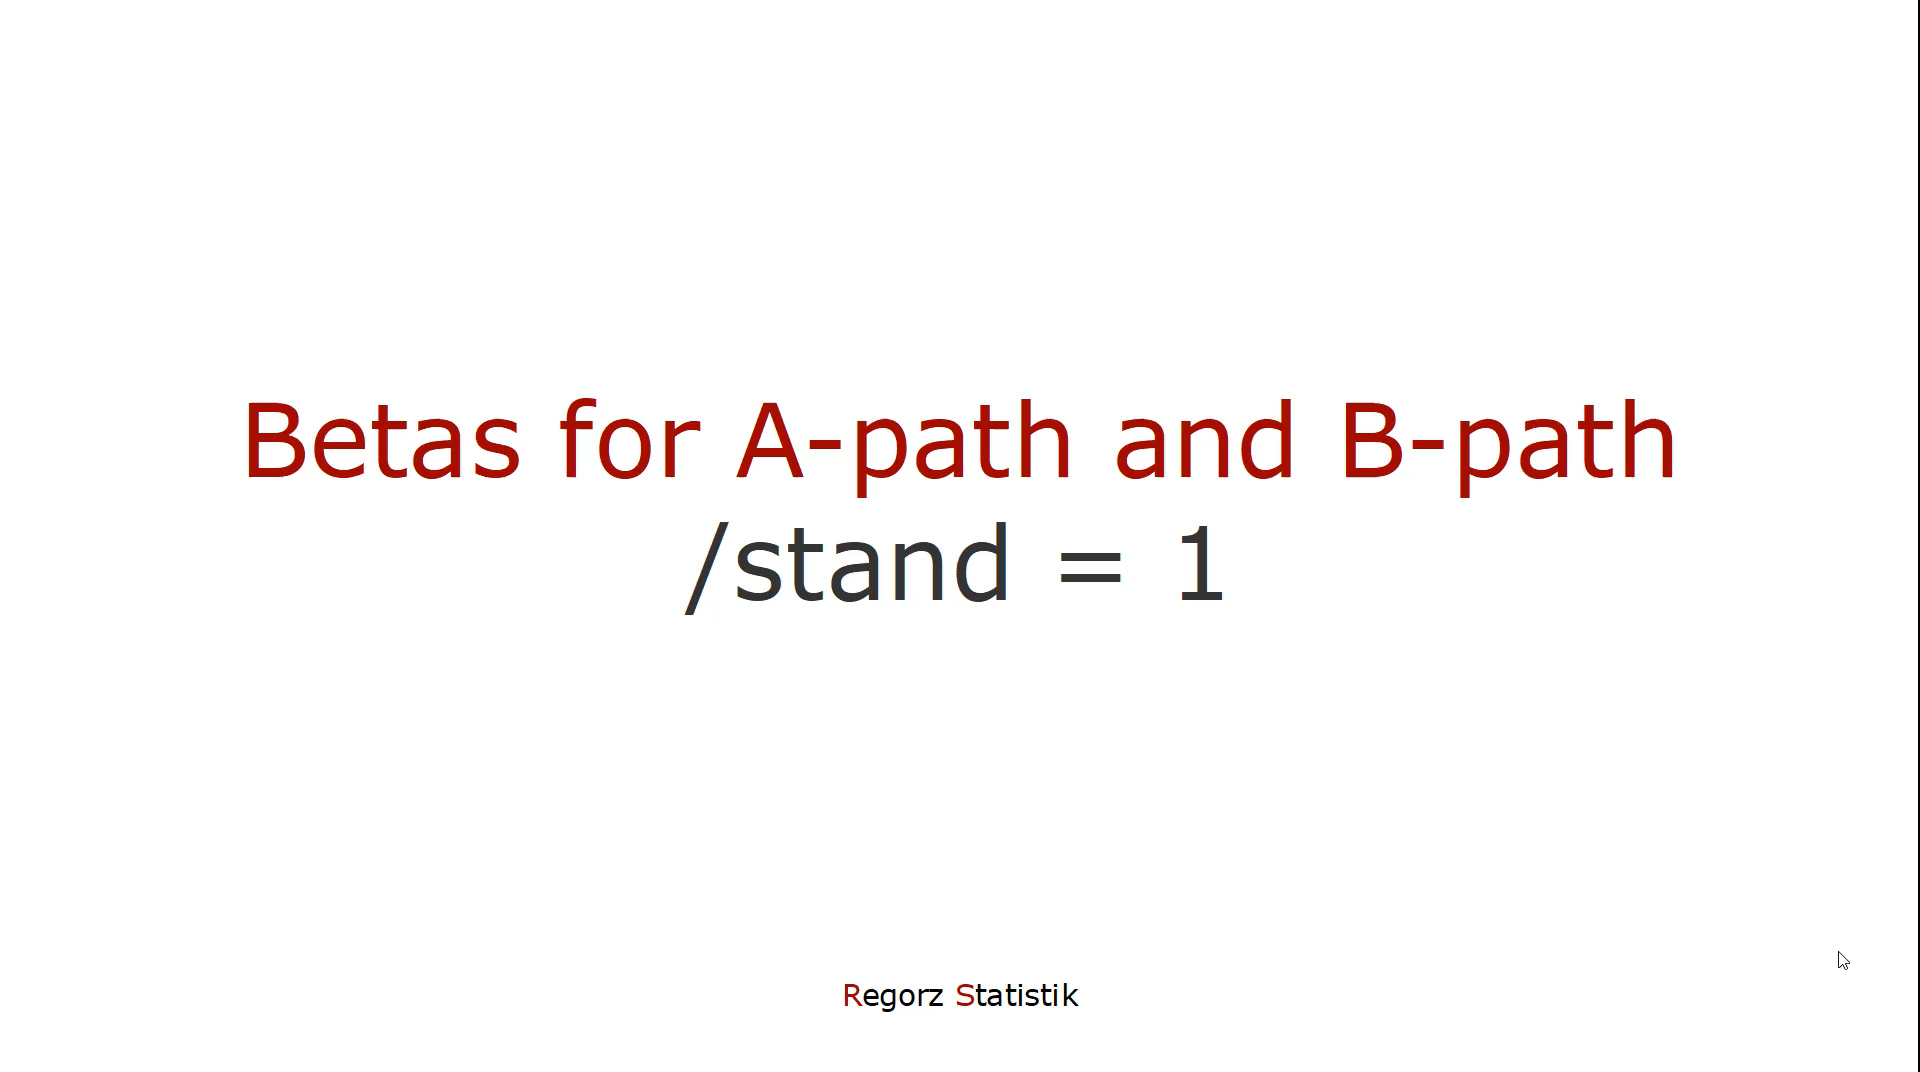 Betas for A-path and B-path
/stand = 1
Regorz Statistik